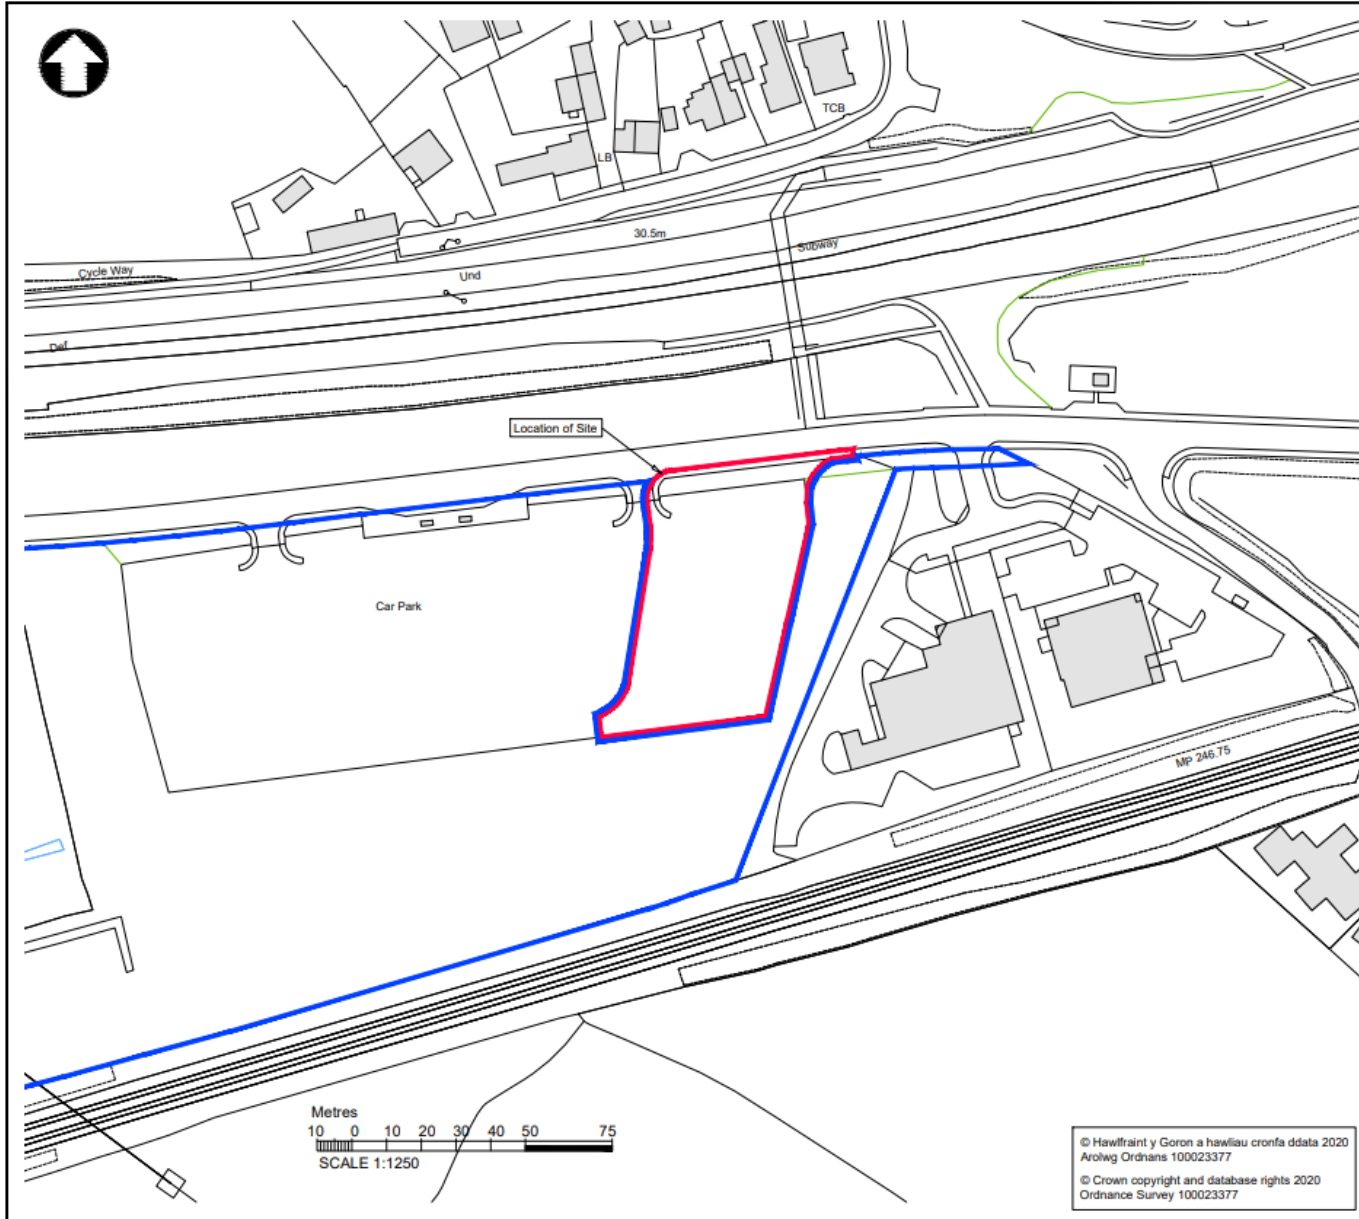 TCB
LB
30.5m
Subway
Cycle Way
Und
Def
Location of Site
Car Park
MP 246.75
Metres
10 0 10 20 30 40 50 75
SCALE 1:1250
© Hawlfraint y Goron a hawliau cronfa ddata 2020
Arolwg Ordnans 100023377
© Crown copyright and database rights 2020
Ordnance Survey 100023377